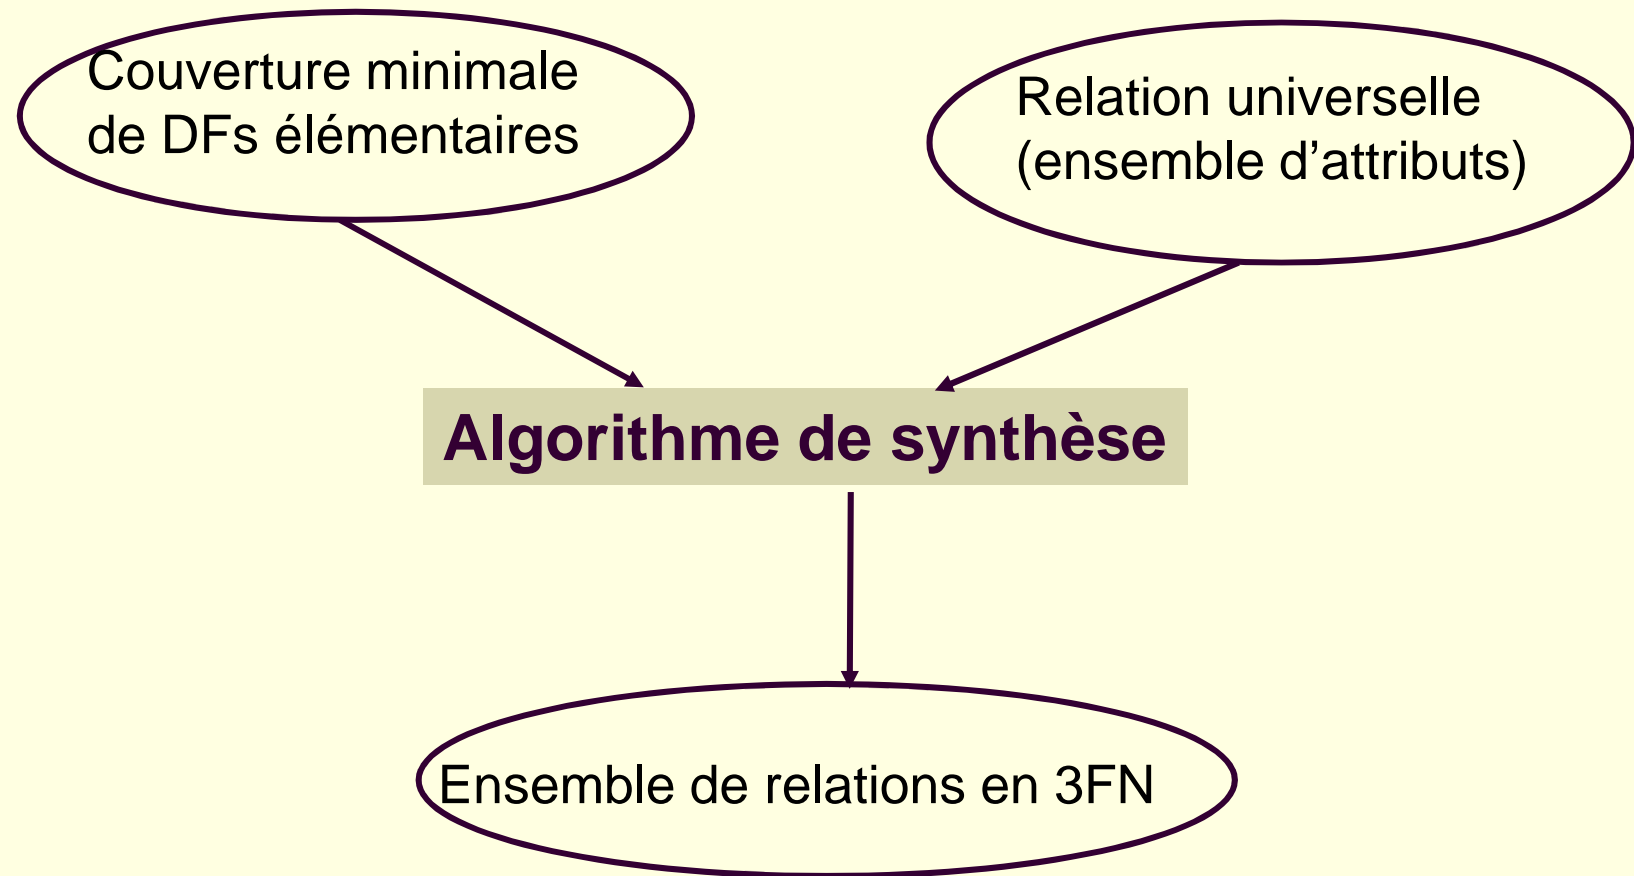 Couverture minimale
de DFs élémentaires
Relation universelle
(ensemble d’attributs)
Algorithme de synthèse
Ensemble de relations en 3FN